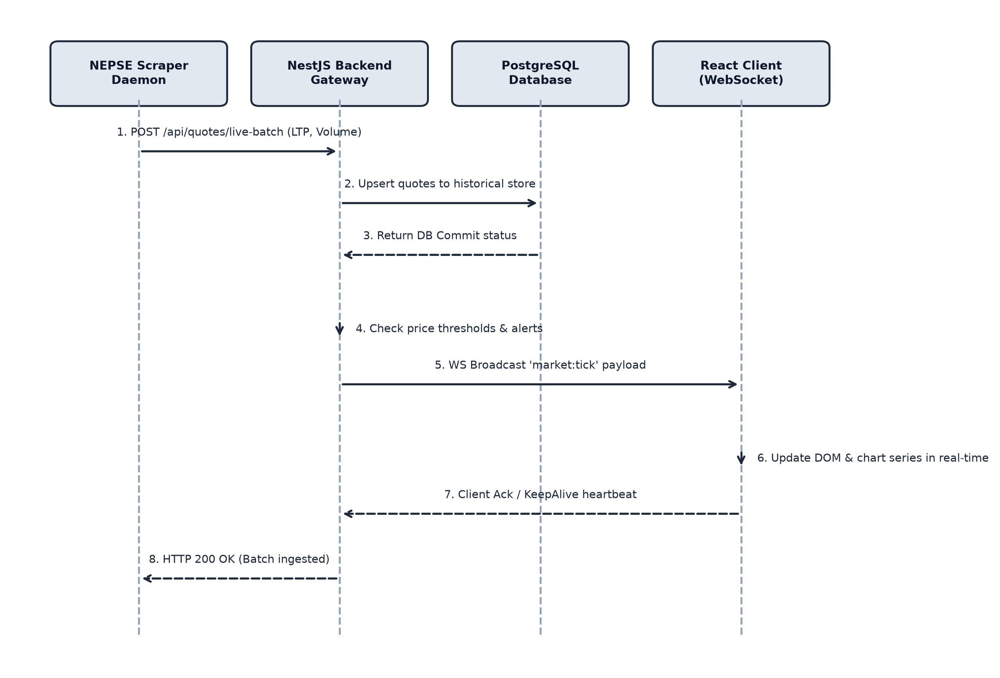 NEPSE Scraper
Daemon
NestJS Backend
Gateway
PostgreSQL
Database
React Client
(WebSocket)
1. POST /api/quotes/live-batch (LTP, Volume)
2. Upsert quotes to historical store
3. Return DB Commit status
4. Check price thresholds & alerts
5. WS Broadcast 'market:tick' payload
6. Update DOM & chart series in real-time
7. Client Ack / KeepAlive heartbeat
8. HTTP 200 OK (Batch ingested)